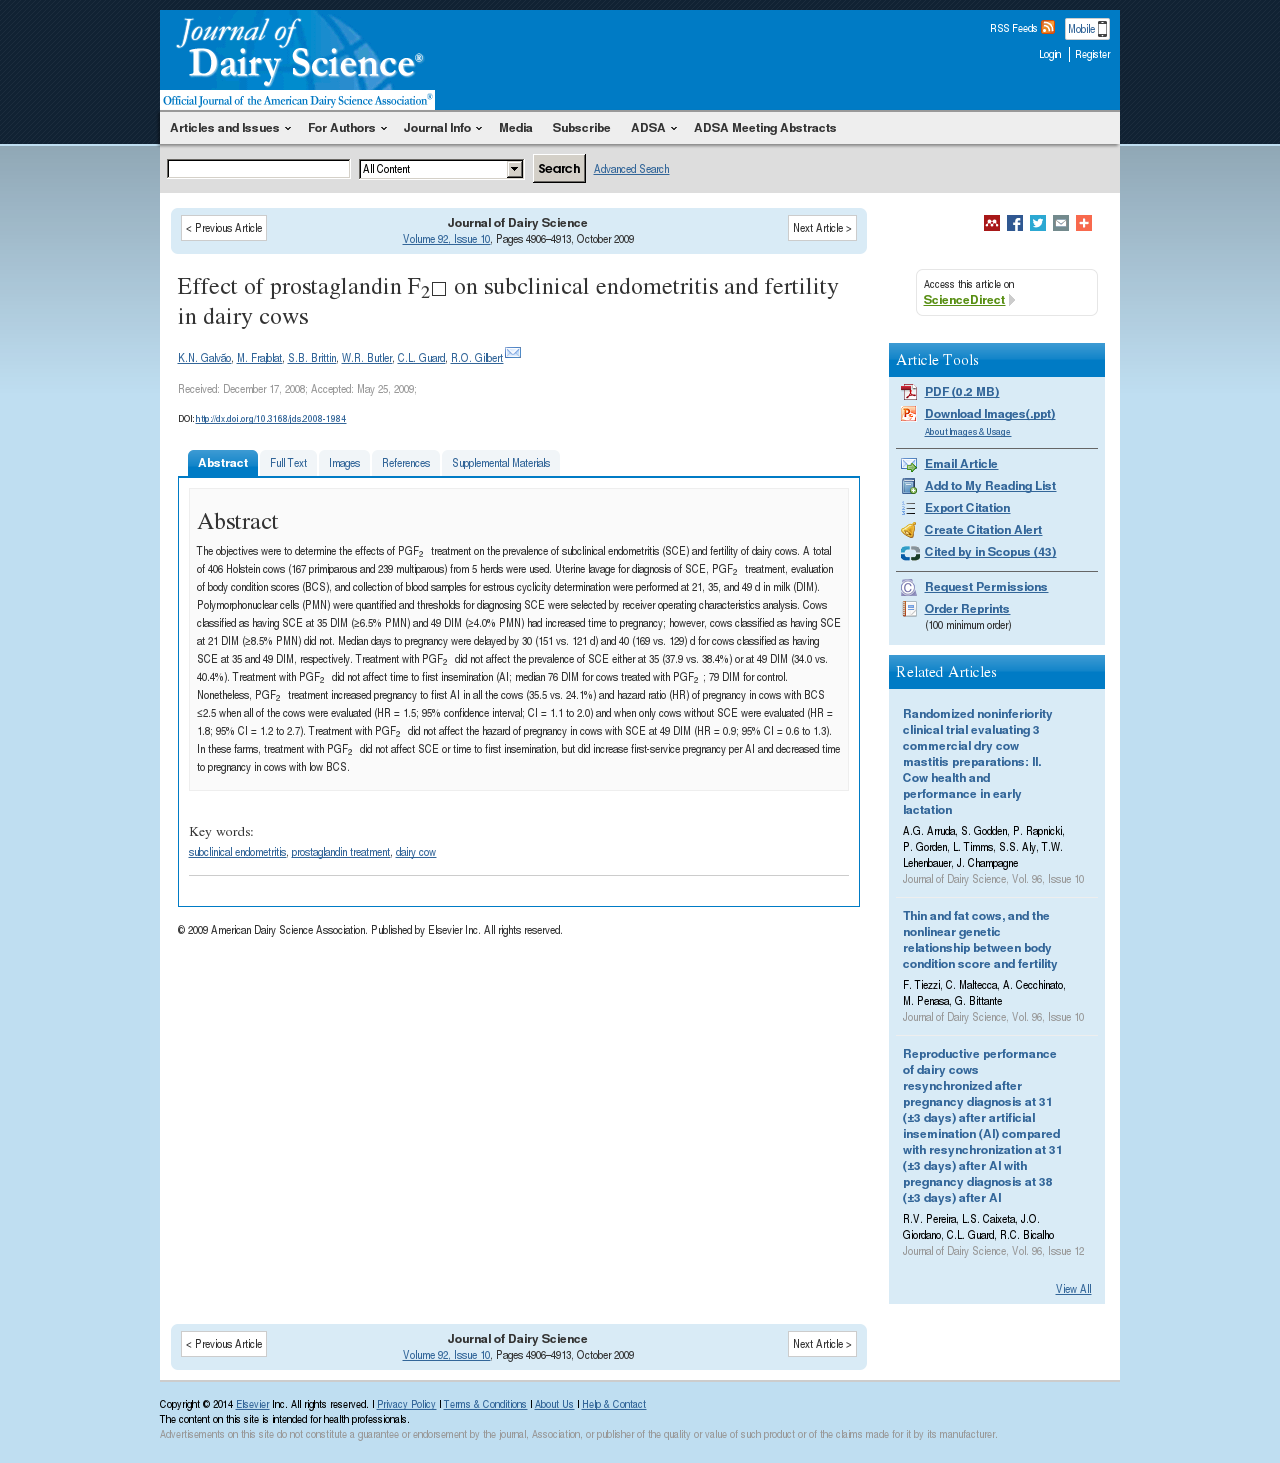 Journal of
Dairy Science®
Official Journal of the American Dairy Science Association®
RSS Feeds
Mobile
Login | Register
Articles and Issues For Authors Journal Info Media Subscribe ADSA ADSA Meeting Abstracts
All Content Search Advanced Search
< Previous Article
Journal of Dairy Science
Volume 92, Issue 10, Pages 4906–4913, October 2009
Next Article >
Effect of prostaglandin F2□ on subclinical endometritis and fertility
in dairy cows
K.N. Galvão, M. Frajblat, S.B. Brittin, W.R. Butler, C.L. Guard, R.O. Gilbert
Received: December 17, 2008; Accepted: May 25, 2009;
DOI: http://dx.doi.org/10.3168/jds.2008-1984
Abstract Full Text Images References Supplemental Materials
Abstract
The objectives were to determine the effects of PGF2 treatment on the prevalence of subclinical endometritis (SCE) and fertility of dairy cows. A total
of 406 Holstein cows (167 primiparous and 239 multiparous) from 5 herds were used. Uterine lavage for diagnosis of SCE, PGF2 treatment, evaluation
of body condition scores (BCS), and collection of blood samples for estrous cyclicity determination were performed at 21, 35, and 49 d in milk (DIM).
Polymorphonuclear cells (PMN) were quantified and thresholds for diagnosing SCE were selected by receiver operating characteristics analysis. Cows
classified as having SCE at 35 DIM (≥6.5% PMN) and 49 DIM (≥4.0% PMN) had increased time to pregnancy; however, cows classified as having SCE
at 21 DIM (≥8.5% PMN) did not. Median days to pregnancy were delayed by 30 (151 vs. 121 d) and 40 (169 vs. 129) d for cows classified as having
SCE at 35 and 49 DIM, respectively. Treatment with PGF2 did not affect the prevalence of SCE either at 35 (37.9 vs. 38.4%) or at 49 DIM (34.0 vs.
40.4%). Treatment with PGF2 did not affect time to first insemination (AI; median 76 DIM for cows treated with PGF2 ; 79 DIM for control.
Nonetheless, PGF2 treatment increased pregnancy to first AI in all the cows (35.5 vs. 24.1%) and hazard ratio (HR) of pregnancy in cows with BCS
≤2.5 when all of the cows were evaluated (HR = 1.5; 95% confidence interval; CI = 1.1 to 2.0) and when only cows without SCE were evaluated (HR =
1.8; 95% CI = 1.2 to 2.7). Treatment with PGF2 did not affect the hazard of pregnancy in cows with SCE at 49 DIM (HR = 0.9; 95% CI = 0.6 to 1.3).
In these farms, treatment with PGF2 did not affect SCE or time to first insemination, but did increase first-service pregnancy per AI and decreased time
to pregnancy in cows with low BCS.
Key words:
subclinical endometritis, prostaglandin treatment, dairy cow
© 2009 American Dairy Science Association. Published by Elsevier Inc. All rights reserved.
Access this article on
ScienceDirect
Article Tools
PDF (0.2 MB)
Download Images(.ppt)
About Images & Usage
Email Article
Add to My Reading List
Export Citation
Create Citation Alert
Cited by in Scopus (43)
Request Permissions
Order Reprints
(100 minimum order)
Related Articles
Randomized noninferiority
clinical trial evaluating 3
commercial dry cow
mastitis preparations: II.
Cow health and
performance in early
lactation
A.G. Arruda, S. Godden, P. Rapnicki,
P. Gorden, L. Timms, S.S. Aly, T.W.
Lehenbauer, J. Champagne
Journal of Dairy Science, Vol. 96, Issue 10
Thin and fat cows, and the
nonlinear genetic
relationship between body
condition score and fertility
F. Tiezzi, C. Maltecca, A. Cecchinato,
M. Penasa, G. Bittante
Journal of Dairy Science, Vol. 96, Issue 10
Reproductive performance
of dairy cows
resynchronized after
pregnancy diagnosis at 31
(±3 days) after artificial
insemination (AI) compared
with resynchronization at 31
(±3 days) after AI with
pregnancy diagnosis at 38
(±3 days) after AI
R.V. Pereira, L.S. Caixeta, J.O.
Giordano, C.L. Guard, R.C. Bicalho
Journal of Dairy Science, Vol. 96, Issue 12
View All
< Previous Article
Journal of Dairy Science
Volume 92, Issue 10, Pages 4906–4913, October 2009
Next Article >
Copyright © 2014 Elsevier Inc. All rights reserved. | Privacy Policy | Terms & Conditions | About Us | Help & Contact
The content on this site is intended for health professionals.
Advertisements on this site do not constitute a guarantee or endorsement by the journal, Association, or publisher of the quality or value of such product or of the claims made for it by its manufacturer.